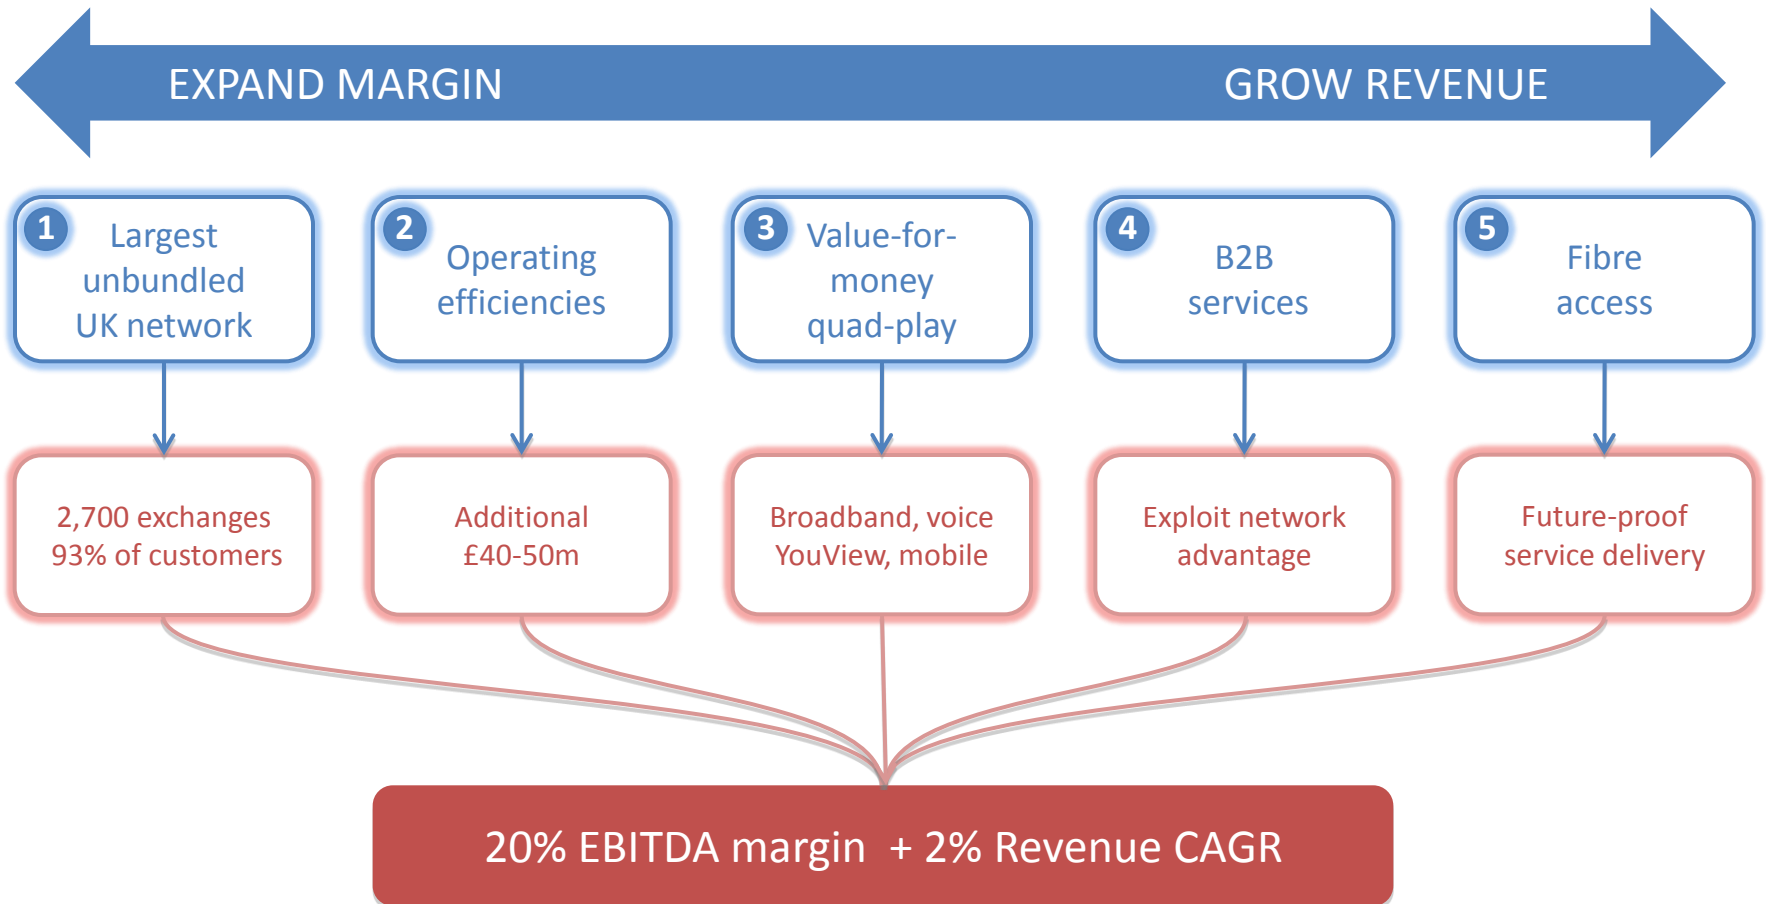 EXPAND MARGIN
GROW REVENUE
1
Largest
unbundled
UK network
2
Operating
efficiencies
3
Value-for-
money
quad-play
4
B2B
services
5
Fibre
access
2,700 exchanges
93% of customers
Additional
£40-50m
Broadband, voice
YouView, mobile
Exploit network
advantage
Future-proof
service delivery
20% EBITDA margin + 2% Revenue CAGR